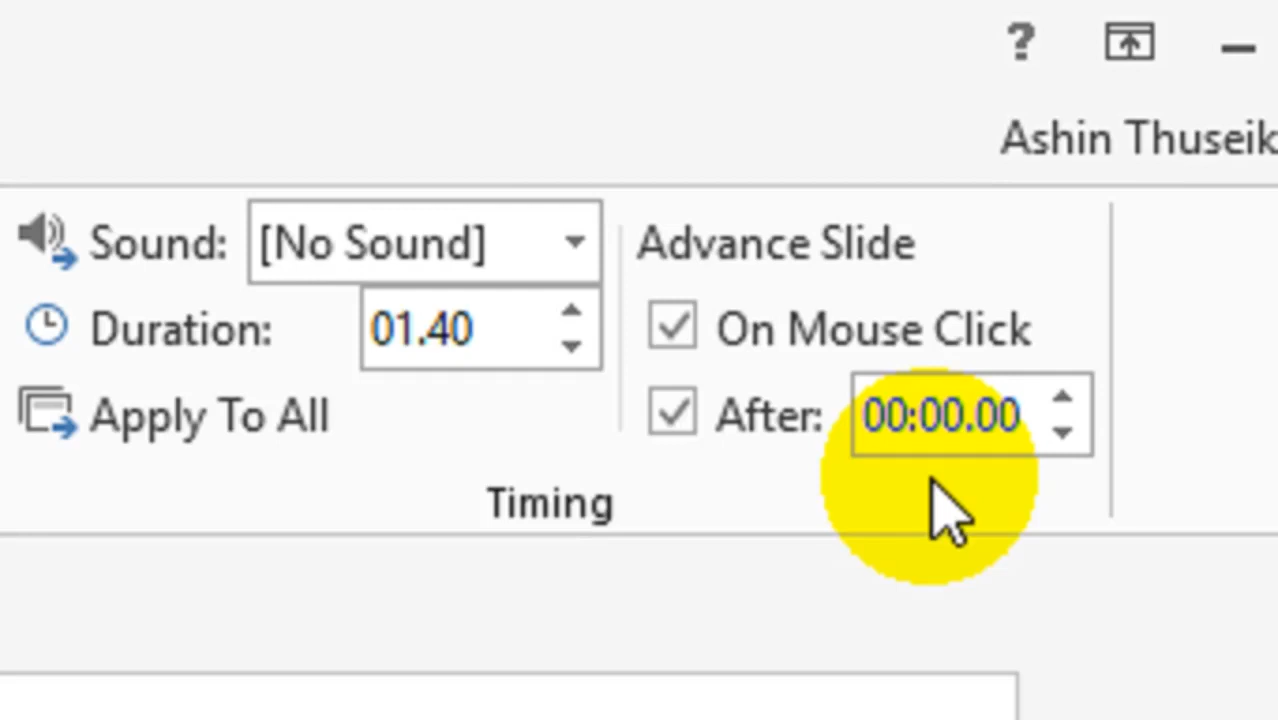 ?
Ashin Thuseik
Sound: [No Sound]
Advance Slide
Duration: 01.40
On Mouse Click
Apply To All
After: 00:00.00
Timing